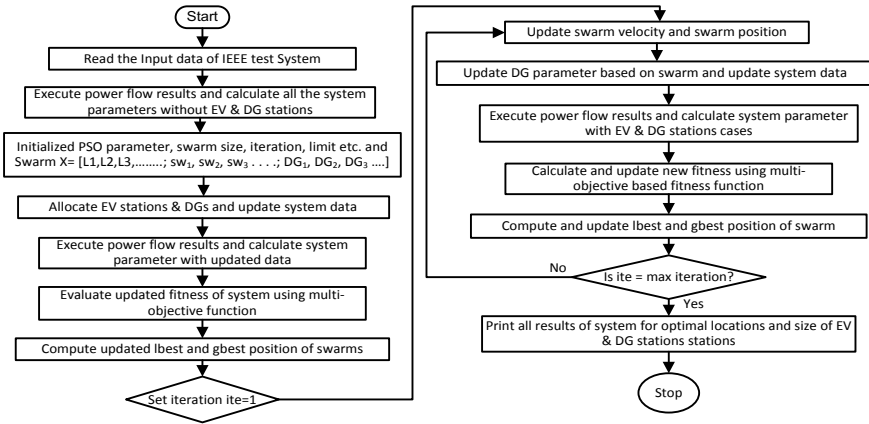 Start
Read the Input data of IEEE test System
Execute power flow results and calculate all the
system parameters without EV & DG stations
Initialized PSO parameter, swarm size, iteration, limit etc. and
Swarm X= [L1,L2,L3,........; sw₁, sw₂, sw₃ . . . .; DG₁, DG₂, DG₃ ....]
Allocate EV stations & DGs and update system data
Execute power flow results and calculate system
parameter with updated data
Evaluate updated fitness of system using multi-
objective function
Compute updated lbest and gbest position of swarms
Set iteration ite=1
Update swarm velocity and swarm position
Update DG parameter based on swarm and update system data
Execute power flow results and calculate system parameter
with EV & DG stations cases
Calculate and update new fitness using multi-
objective based fitness function
Compute and update lbest and gbest position of swarm
No
Is ite = max iteration?
Yes
Print all results of system for optimal locations and size of EV
& DG stations stations
Stop